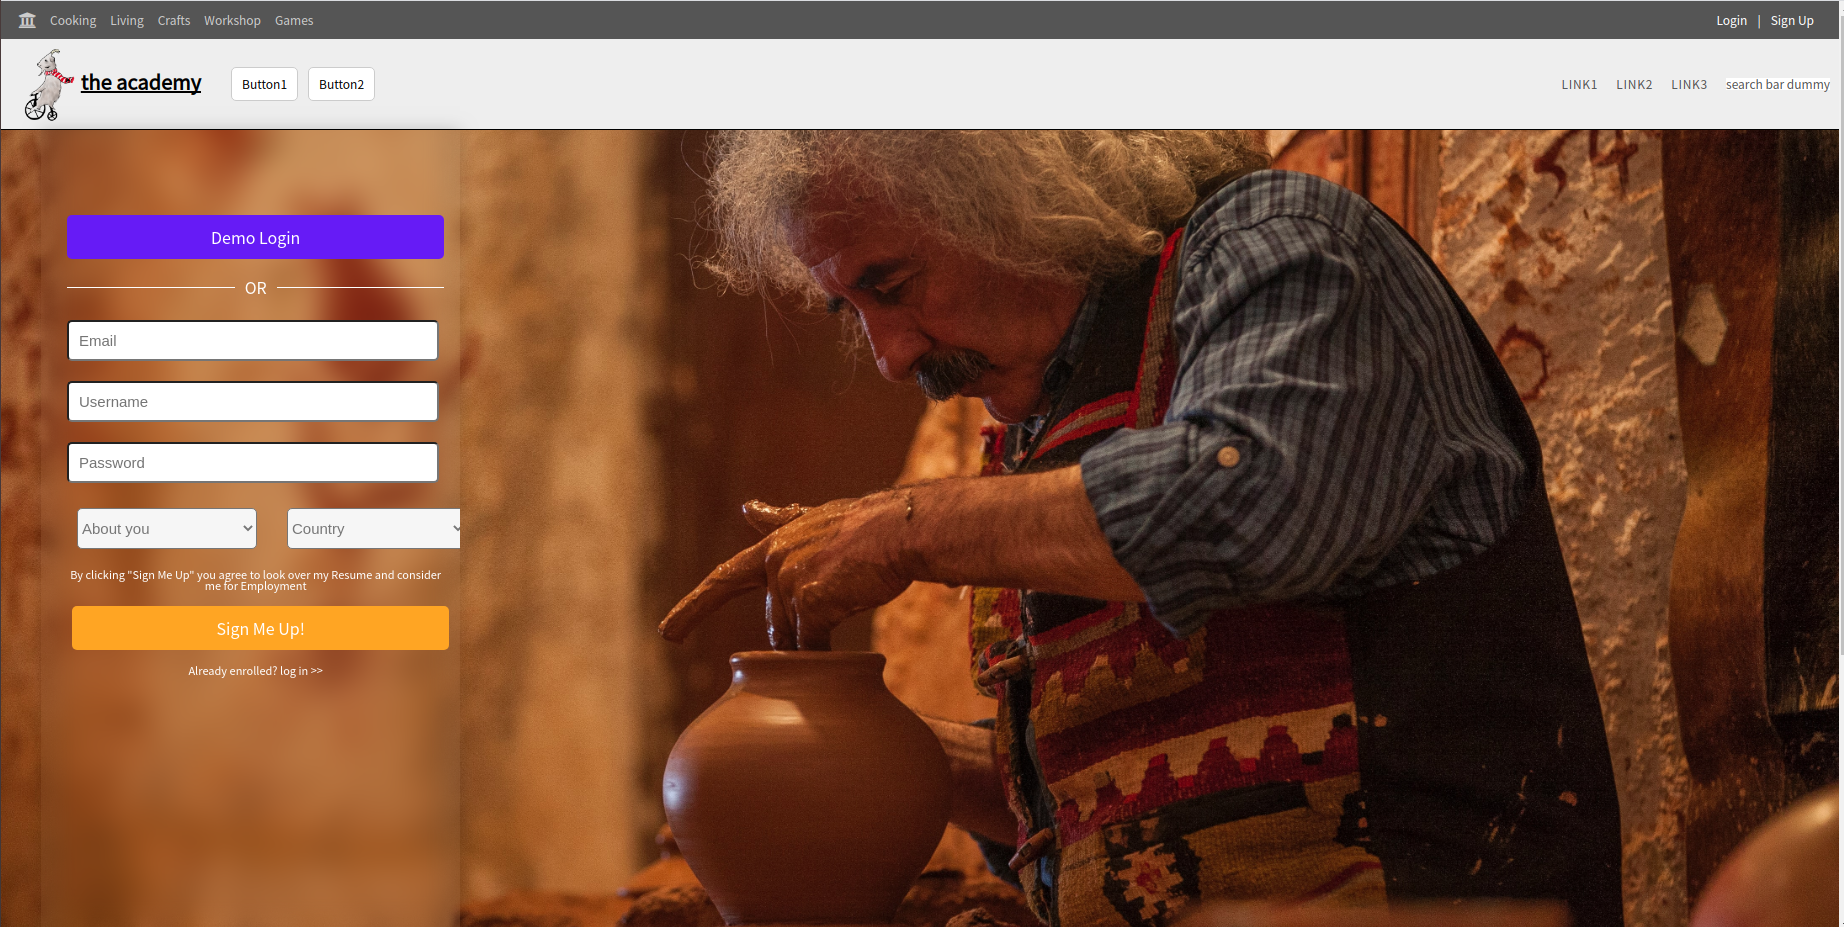 Cooking Living Crafts Workshop Games Login | Sign Up
the academy Button1 Button2 LINK1 LINK2 LINK3 search bar dummy
Demo Login
OR
Email
Username
Password
About you Country
By clicking "Sign Me Up" you agree to look over my Resume and consider
me for Employment
Sign Me Up!
Already enrolled? log in >>